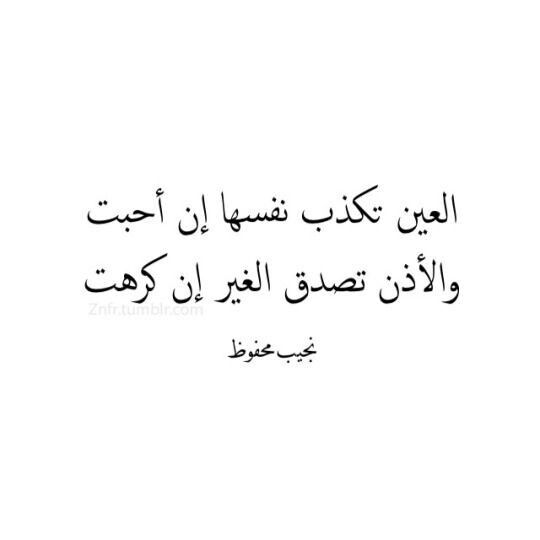 العين تكذب نفسها إن أحبت
والأذن تصدق الغير إن كرهت
Znfr.tumblr.com
نجيب محفوظ